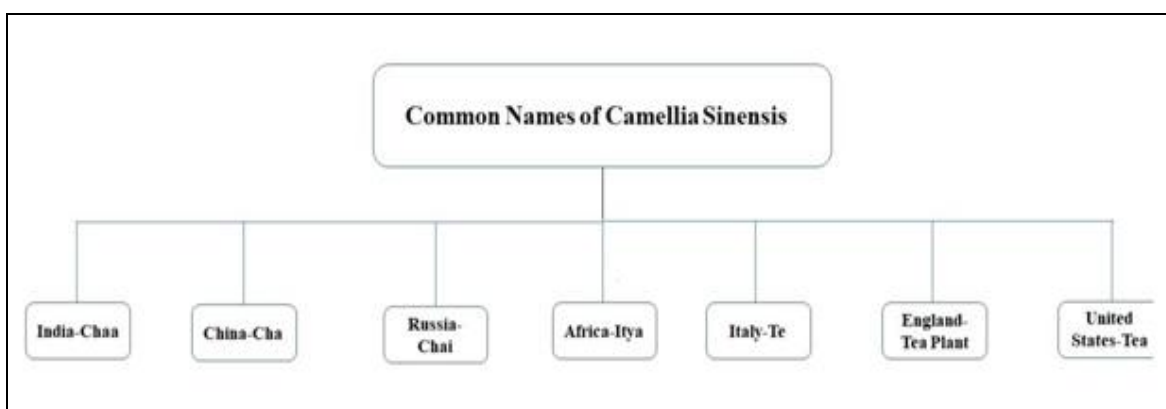 Common Names of Camellia Sinensis
India-Chaa
China-Cha
Russia-
Chai
Africa-Itya
Italy-Te
England-
Tea Plant
United
States-Tea